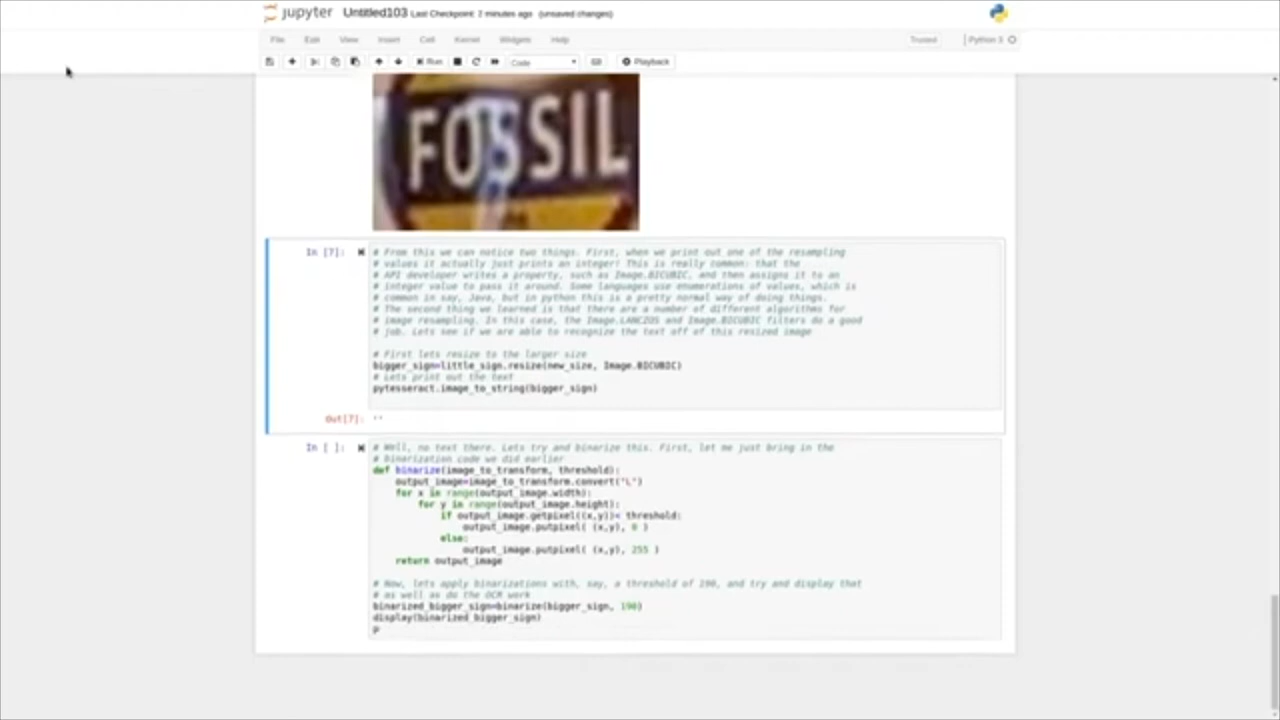 jupyter Untitled103 Last Checkpoint: 2 minutes ago (unsaved changes)
File Edit View Insert Cell Kernel Widgets Help Trusted Python 3
Run Code Playback
FOSSIL
In [7]: # From this we can notice two things. First, when we print out one of the resampling
# values it actually just prints an integer! This is really common: that the
# API developer writes a property, such as Image.BICUBIC, and then assigns it to an
# integer value to pass it around. Some languages use enumerations of values, which is
# common in say, Java, but in python this is a pretty normal way of doing things.
# The second thing we learned is that there are a number of different algorithms for
# image resampling. In this case, the Image.LANCZOS and Image.BICUBIC filters do a good
# job. Lets see if we are able to recognize the text off of this resized image
# First lets resize to the larger size
bigger_sign=little_sign.resize(new_size, Image.BICUBIC)
# Lets print out the text
pytesseract.image_to_string(bigger_sign)
Out[7]: ''
In [ ]: # Well, no text there. Lets try and binarize this. First, let me just bring in the
# binarization code we did earlier
def binarize(image_to_transform, threshold):
output_image=image_to_transform.convert("L")
for x in range(output_image.width):
for y in range(output_image.height):
if output_image.getpixel((x,y))< threshold:
output_image.putpixel( (x,y), 0 )
else:
output_image.putpixel( (x,y), 255 )
return output_image
# Now, lets apply binarizations with, say, a threshold of 190, and try and display that
# as well as do the OCR work
binarized_bigger_sign=binarize(bigger_sign, 190)
display(binarized_bigger_sign)
p